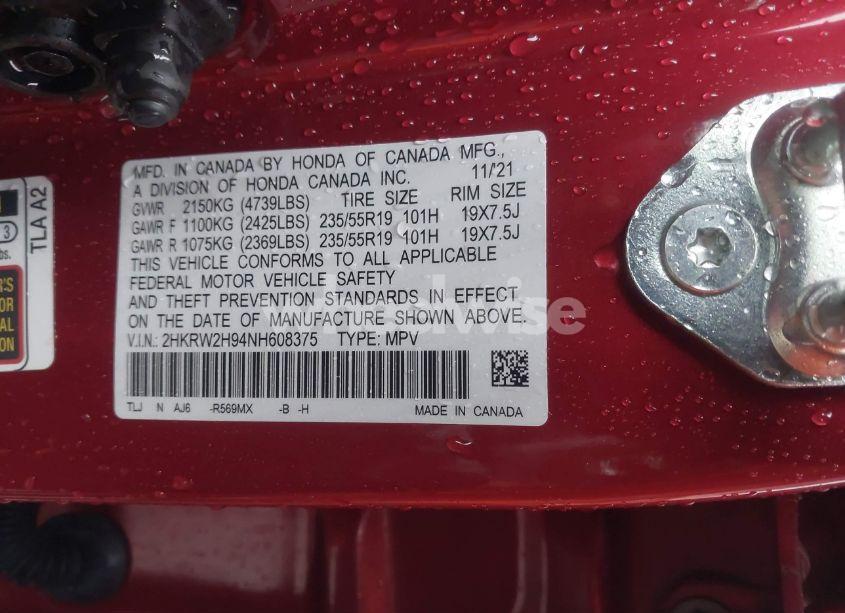 MFD. IN CANADA BY HONDA OF CANADA MFG.,
A DIVISION OF HONDA CANADA INC. 11/'21
GVWR 2150KG (4739LBS) TIRE SIZE RIM SIZE
GAWR F 1100KG (2425LBS) 235/55R19 101H 19X7.5J
GAWR R 1075KG (2369LBS) 235/55R19 101H 19X7.5J
THIS VEHICLE CONFORMS TO ALL APPLICABLE
FEDERAL MOTOR VEHICLE SAFETY
AND THEFT PREVENTION STANDARDS IN EFFECT
ON THE DATE OF MANUFACTURE SHOWN ABOVE.
V.I.N.: 2HKRW2H94NH608375 TYPE: MPV
TLJ N AJ6 -R569MX -B -H MADE IN CANADA
TLA A2
3